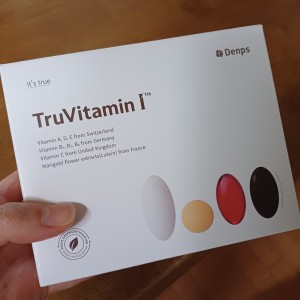 It's true
Denps
TruVitamin I™
Vitamin A, D, E from Switzerland
Vitamin B₁, B₂, B₆ from Germany
Vitamin C from United Kingdom
Marigold flower extracts(Lutein) from France